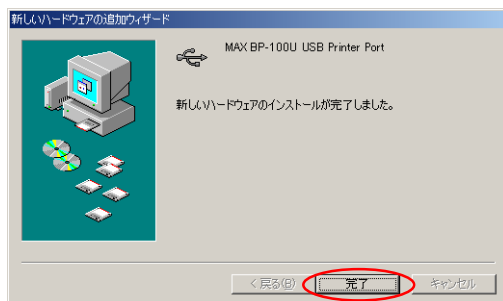 新しいハードウェアの追加ウィザード
MAX BP-100U USB Printer Port
新しいハードウェアのインストールが完了しました。
< 戻る(B)
完了
キャンセル